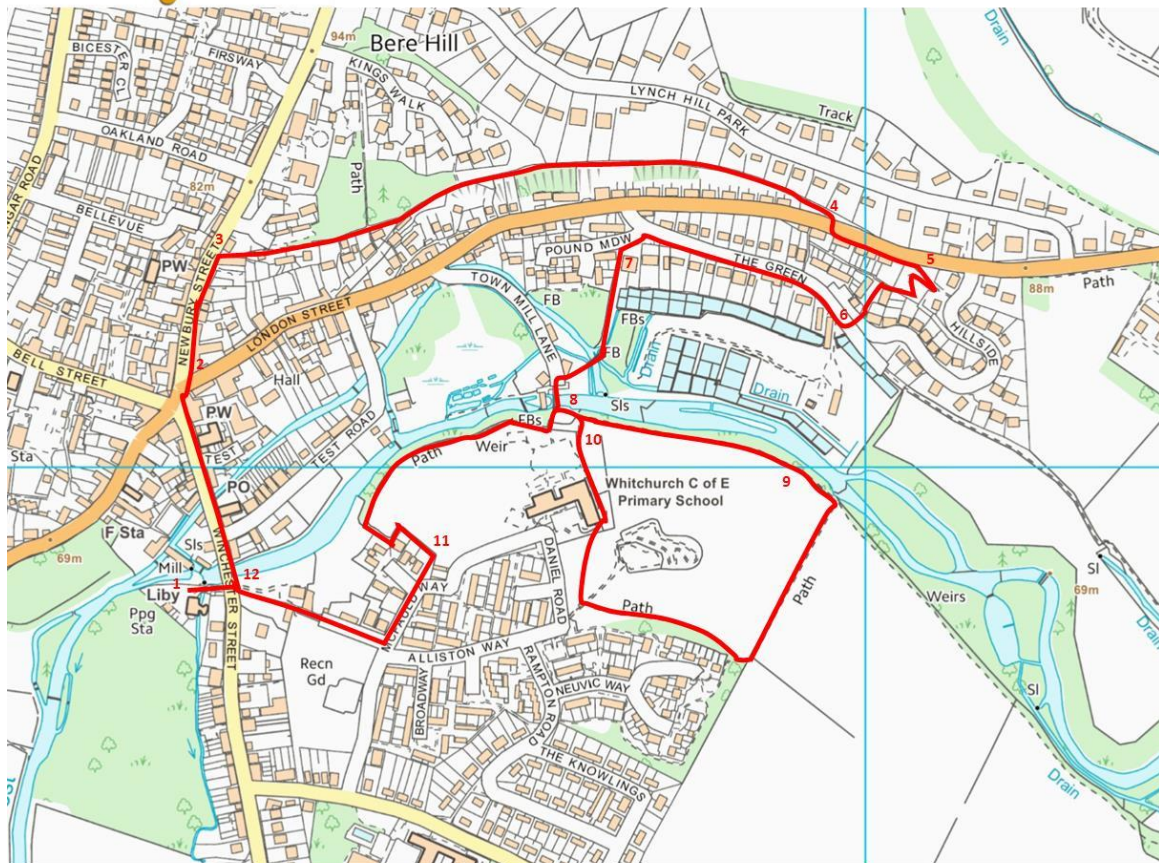 94m
Bere Hill
Drain
BICESTER CL
FIRSWAY
KINGS WALK
LYNCH HILL PARK
Track
OAKLAND ROAD
Path
82m
BELLEVUE
3
4
PW
NEWBURY STREET
POUND MDW
THE GREEN
5
7
88m
Path
TOWN MILL LANE
FB
FBs
6
HILLSIDE
LONDON STREET
BELL STREET
2
Hall
FB
Drain
PW
8
Sls
Drain
Sta
TEST
TEST ROAD
FBs
10
Path
Weir
9
PO
Whitchurch C of E
Primary School
F Sta
WINCHESTER STREET
69m
Sls
Mill
11
DANIEL ROAD
Sl
1
12
Liby
MCFAULD WAY
Path
Path
Weirs
69m
Ppg
Sta
Drain
Recn
Gd
ALLISTON WAY
BROADWAY
RAMPTON ROAD
NEUVIC WAY
Sl
THE KNOWLINGS
Drain